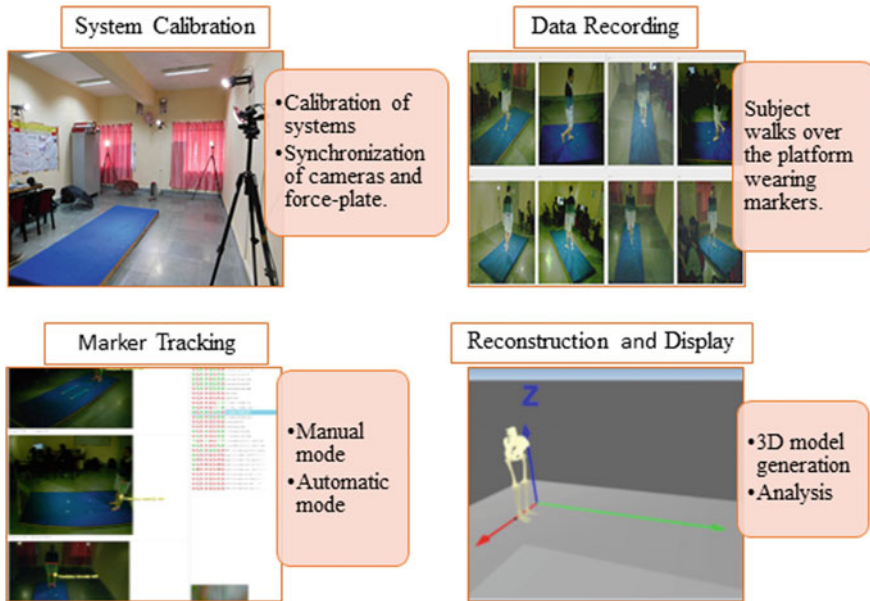 System Calibration
•Calibration of
systems
•Synchronization
of cameras and
force-plate.
Data Recording
Subject
walks over
the platform
wearing
markers.
Marker Tracking
•Manual
mode
•Automatic
mode
Reconstruction and Display
Z
•3D model
generation
•Analysis